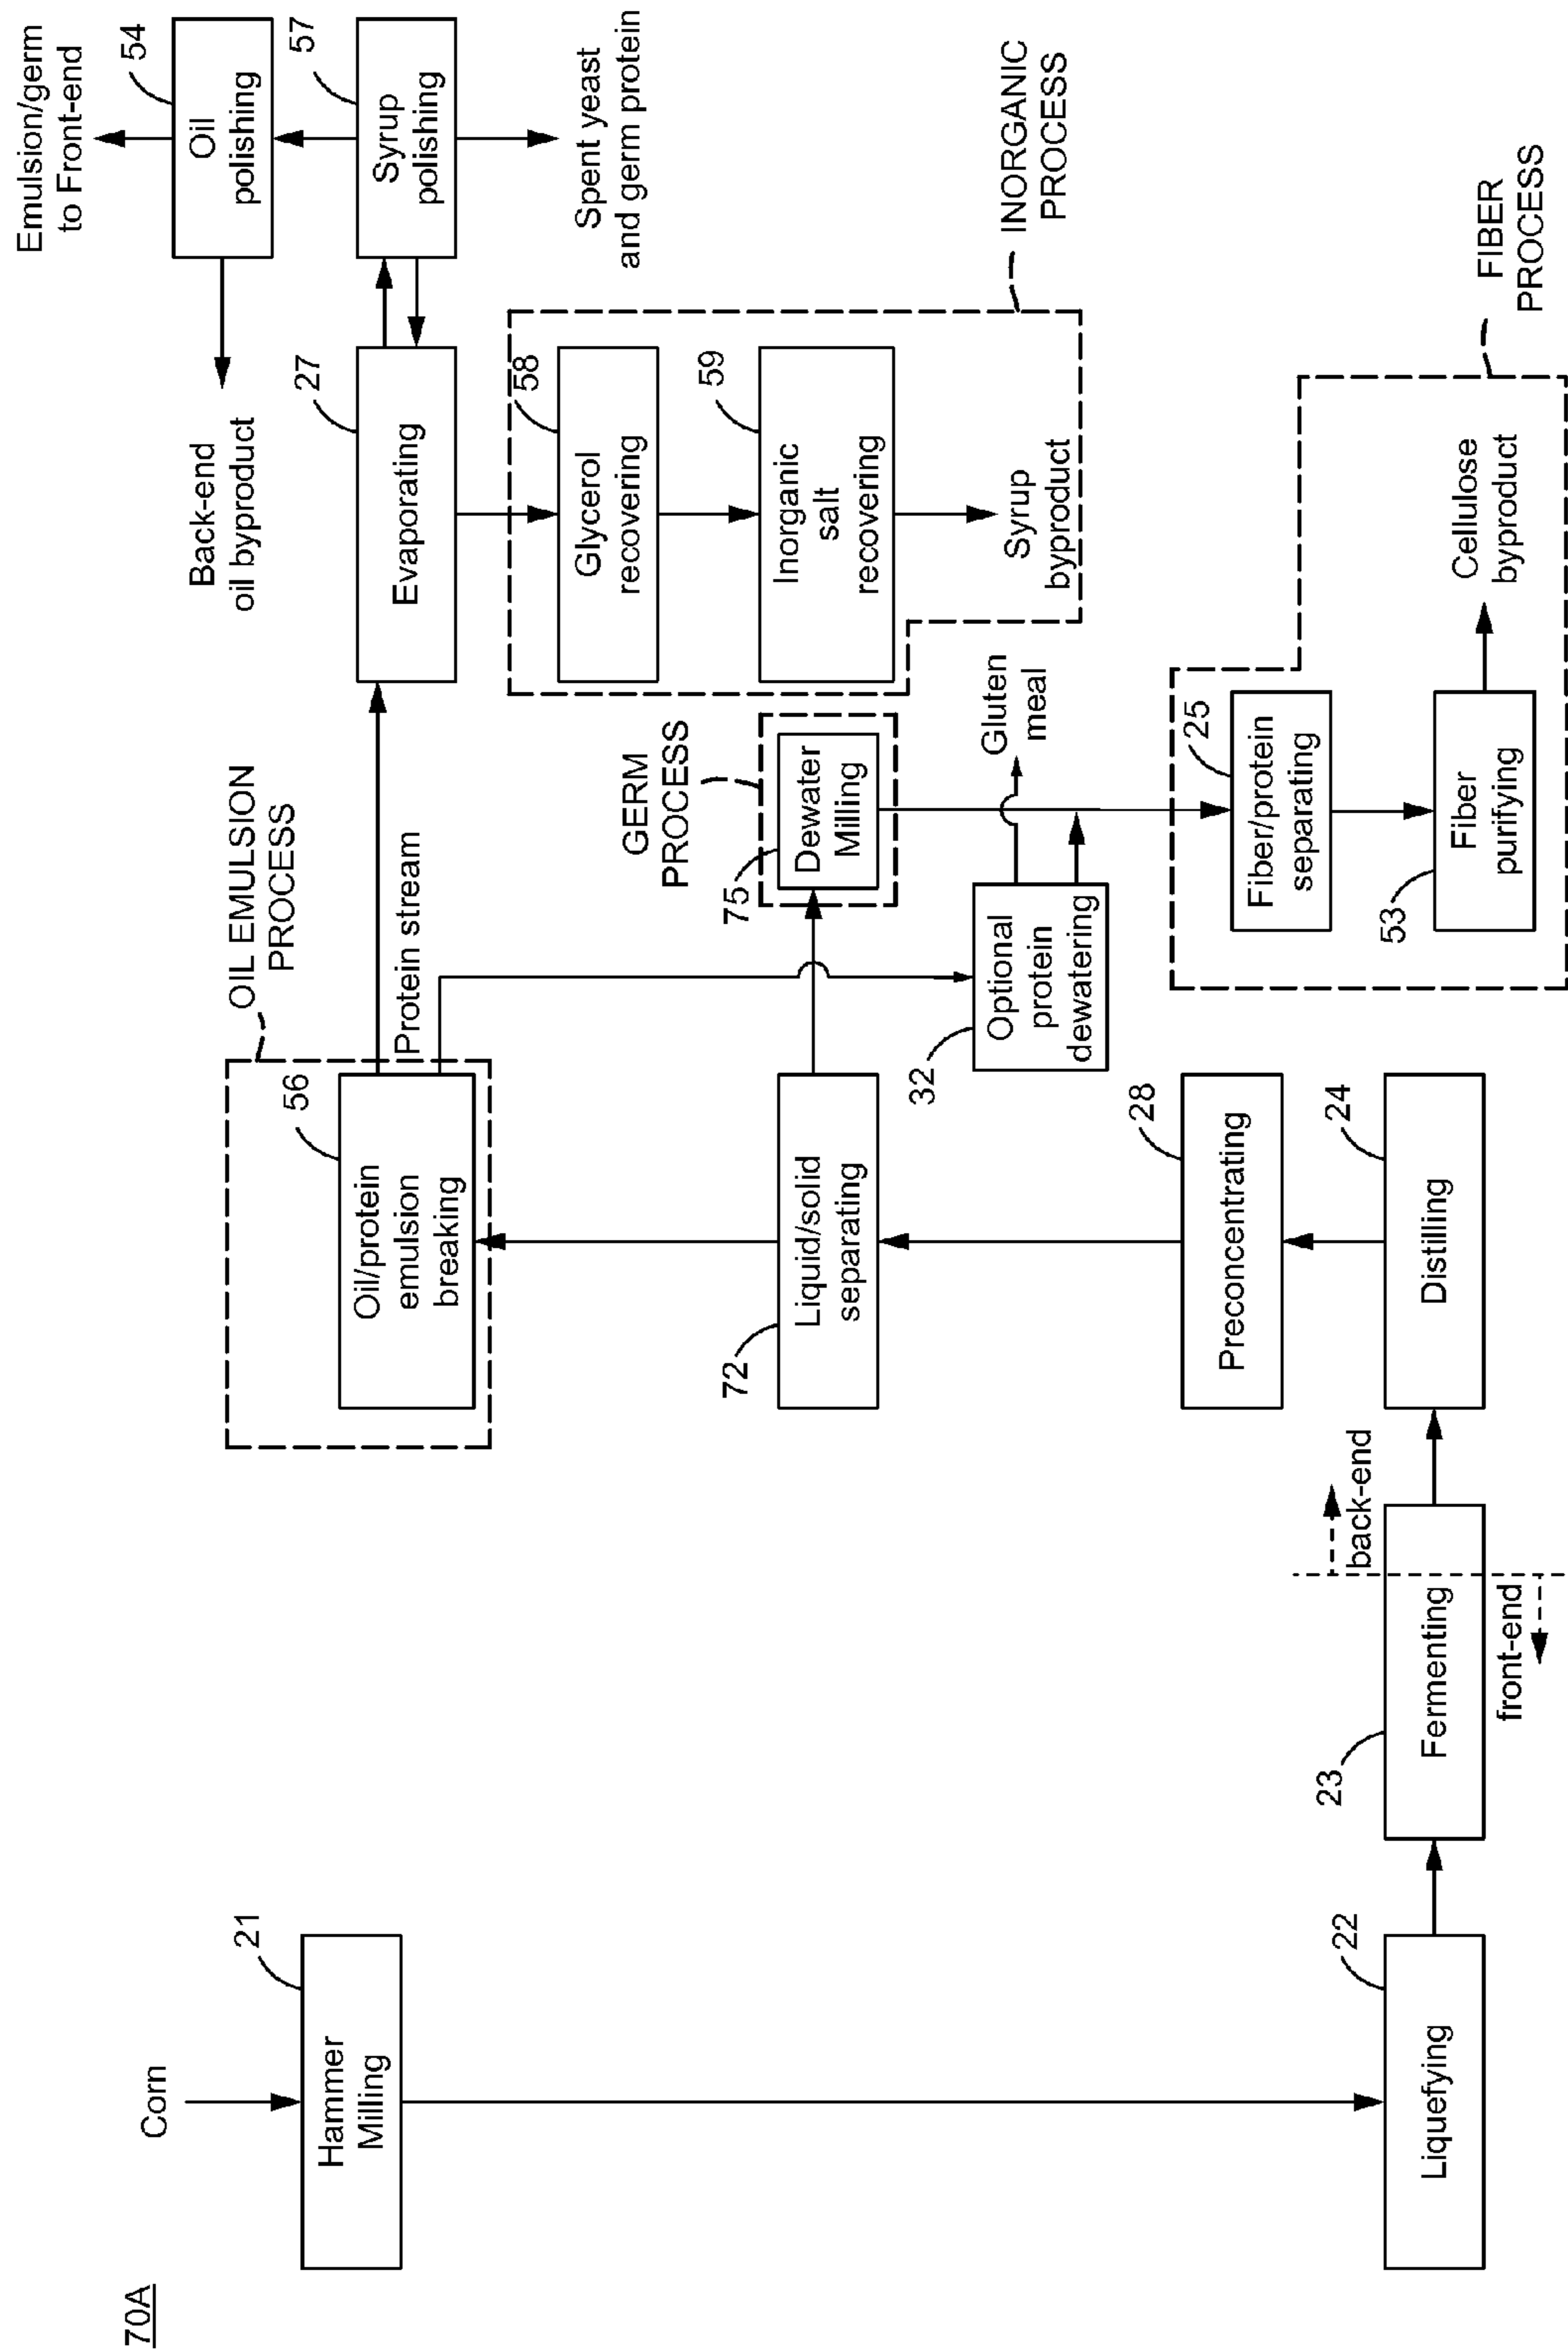 70A
Corn
21
Hammer
Milling
22
Liquefying
23
Fermenting
front-end
back-end
24
Distilling
28
Preconcentrating
72
Liquid/solid
separating
OIL EMULSION
PROCESS
56
Oil/protein
emulsion
breaking
Protein stream
32
Optional
protein
dewatering
Gluten
meal
GERM
PROCESS
75
Dewater
Milling
27
Evaporating
Back-end
oil byproduct
Emulsion/germ
to Front-end
54
Oil
polishing
57
Syrup
polishing
Spent yeast
and germ protein
INORGANIC
PROCESS
58
Glycerol
recovering
59
Inorganic
salt
recovering
Syrup
byproduct
FIBER
PROCESS
25
Fiber/protein
separating
53
Fiber
purifying
Cellulose
byproduct